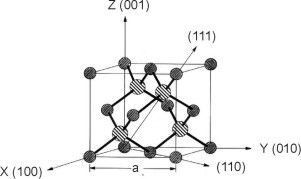 Z (001)
(111)
Y (010)
X (100)
(110)
a